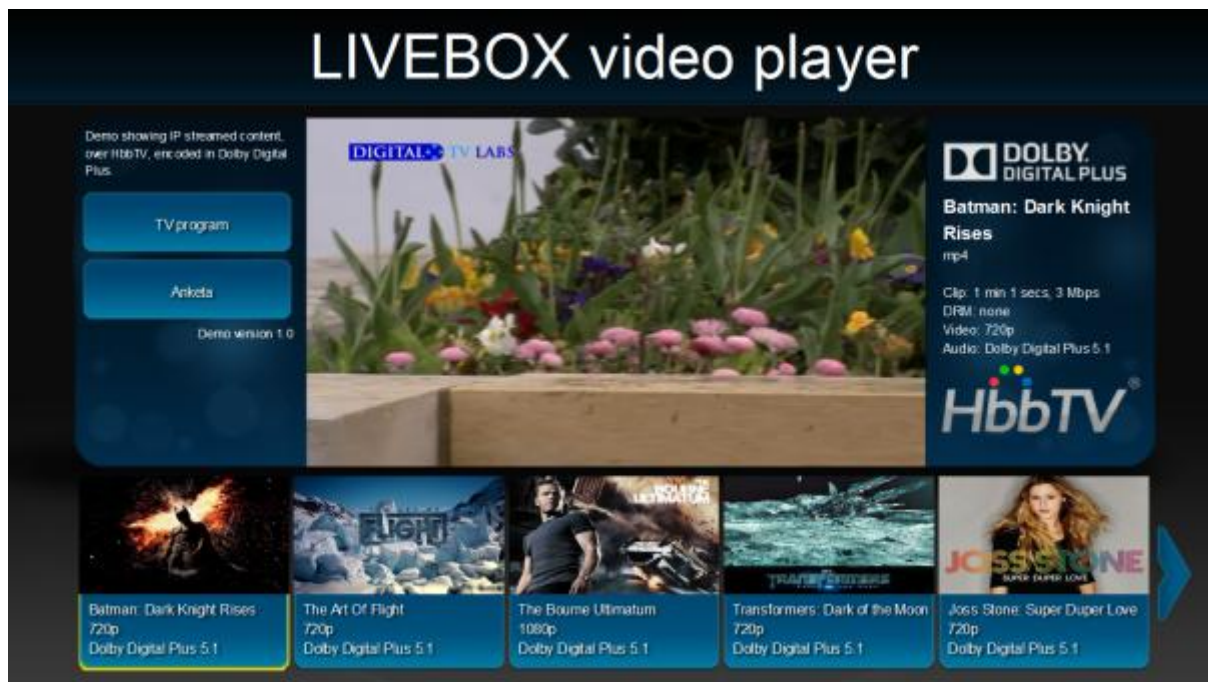 LIVEBOX video player
Demo showing IP streamed content,
over HbbTV, encoded in Dolby Digital
Plus.
TV program
Anketa
Demo version 1.0
DIGITAL TV LABS
DOLBY.
DIGITAL PLUS
Batman: Dark Knight
Rises
mp4
Clip: 1 min 1 secs, 3 Mbps
DRM: none
Video: 720p
Audio: Dolby Digital Plus 5.1
HbbTV®
FLIGHT
BOURNE
ULTIMATUM
TRANSFORMERS
JOSS STONE
SUPER DUPER LOVE
Batman: Dark Knight Rises
720p
Dolby Digital Plus 5.1
The Art Of Flight
720p
Dolby Digital Plus 5.1
The Bourne Ultimatum
1080p
Dolby Digital Plus 5.1
Transformers: Dark of the Moon
720p
Dolby Digital Plus 5.1
Joss Stone: Super Duper Love
720p
Dolby Digital Plus 5.1